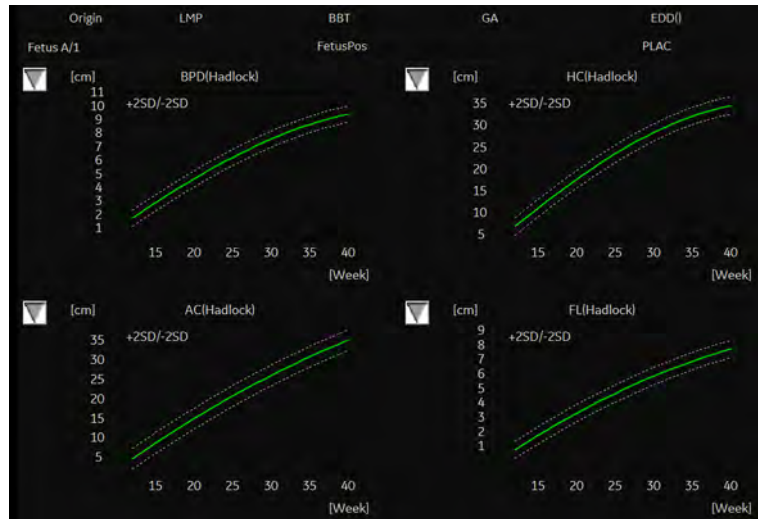 Origin LMP BBT GA EDD()
Fetus A/1 FetusPos PLAC
[cm] BPD(Hadlock)
+2SD/-2SD
11
10
9
8
7
6
5
4
3
2
1
15 20 25 30 35 40
[Week]
[cm] HC(Hadlock)
+2SD/-2SD
35
30
25
20
15
10
5
15 20 25 30 35 40
[Week]
[cm] AC(Hadlock)
+2SD/-2SD
35
30
25
20
15
10
5
15 20 25 30 35 40
[Week]
[cm] FL(Hadlock)
+2SD/-2SD
9
8
7
6
5
4
3
2
1
15 20 25 30 35 40
[Week]